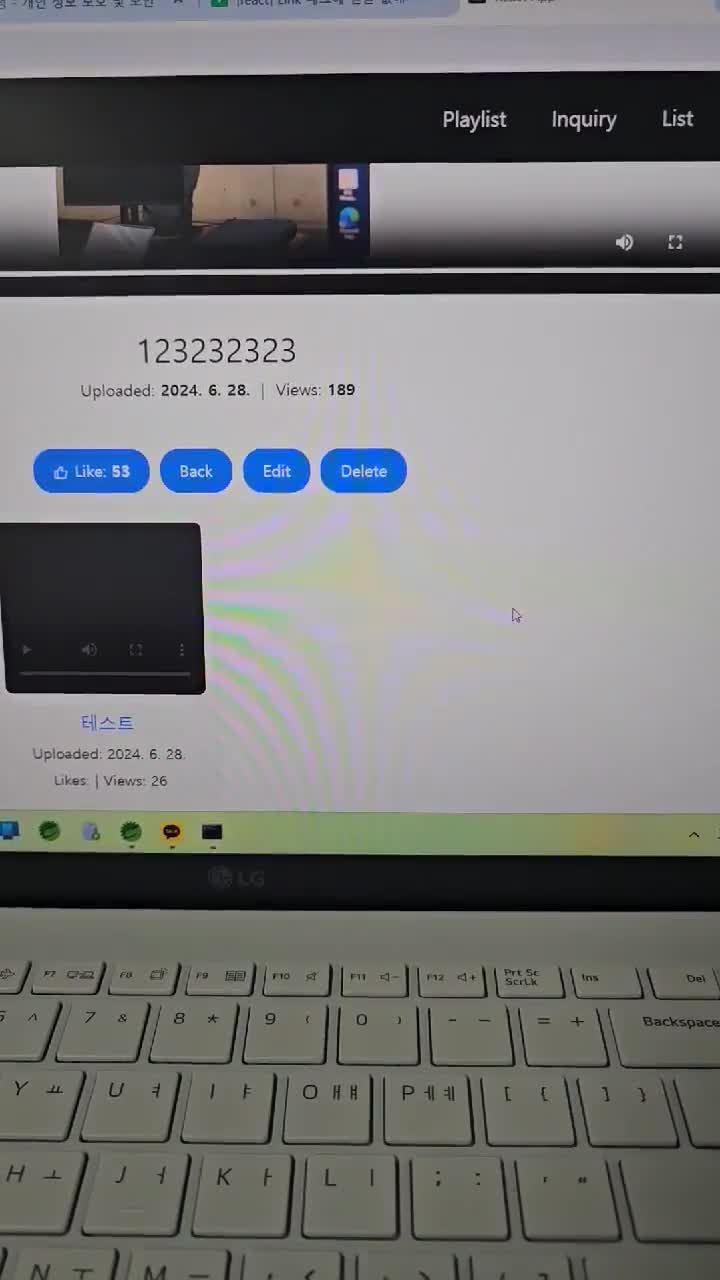 Playlist Inquiry List
123232323
Uploaded: 2024. 6. 28. | Views: 189
Like: 53 Back Edit Delete
테스트
Uploaded: 2024. 6. 28.
Likes: | Views: 26
LG
F7 F8 F9 F10 F11 F12 Prt Sc ScrLk Ins Del
^ 7 & 8 * 9 ( 0 ) - _ = + Backspace
Y ㅛ U ㅕ I ㅑ O ㅐㅒ P ㅔㅖ [ { ] }
H ㅗ J ㅓ K ㅏ L ㅣ ; : ' "
N ㅜ M ㅡ